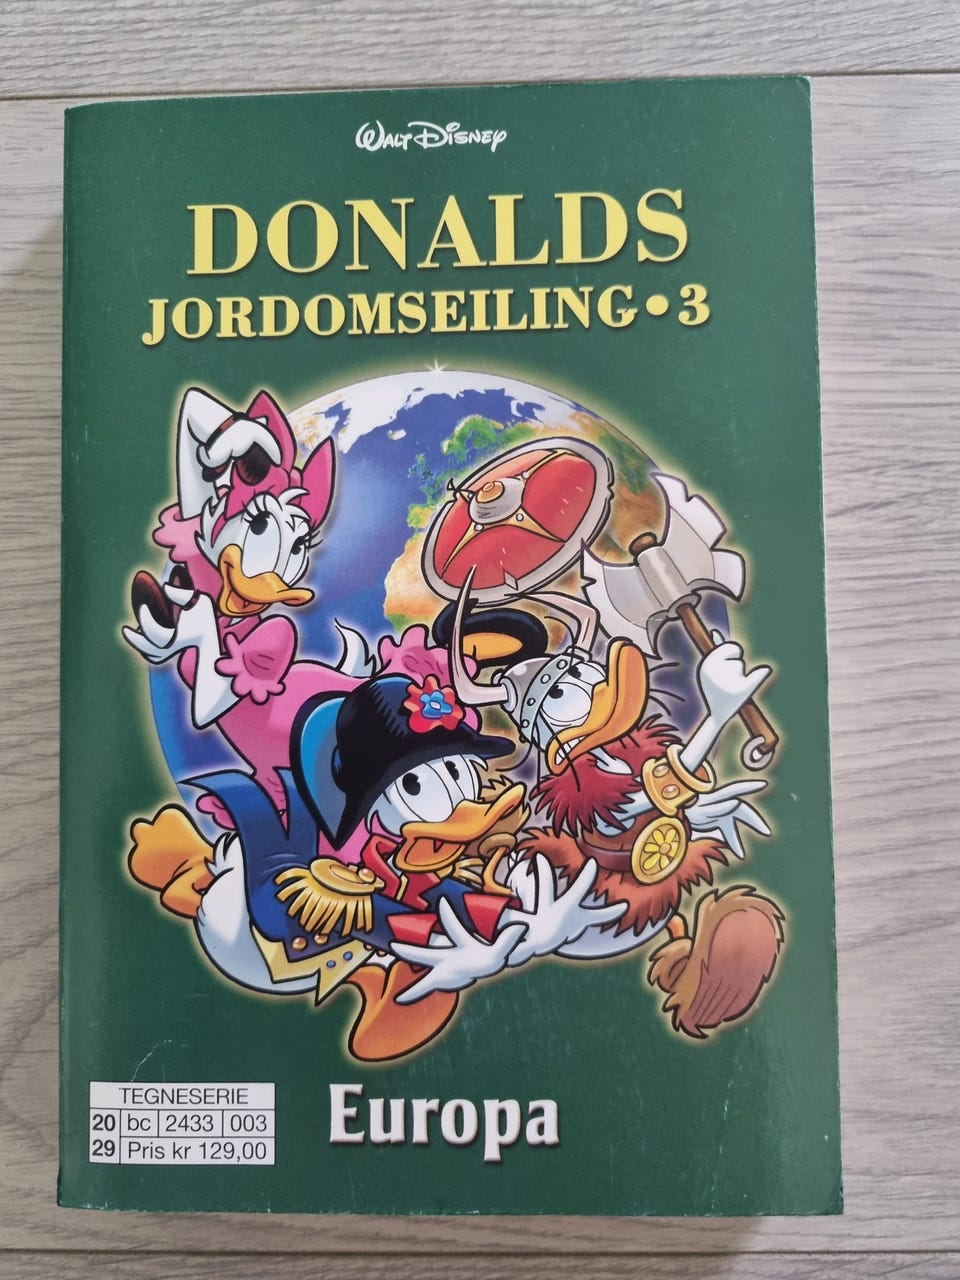 WALT DISNEY
DONALDS
JORDOMSEILING • 3
TEGNESERIE
20 bc 2433 003
29 Pris kr 129,00
Europa